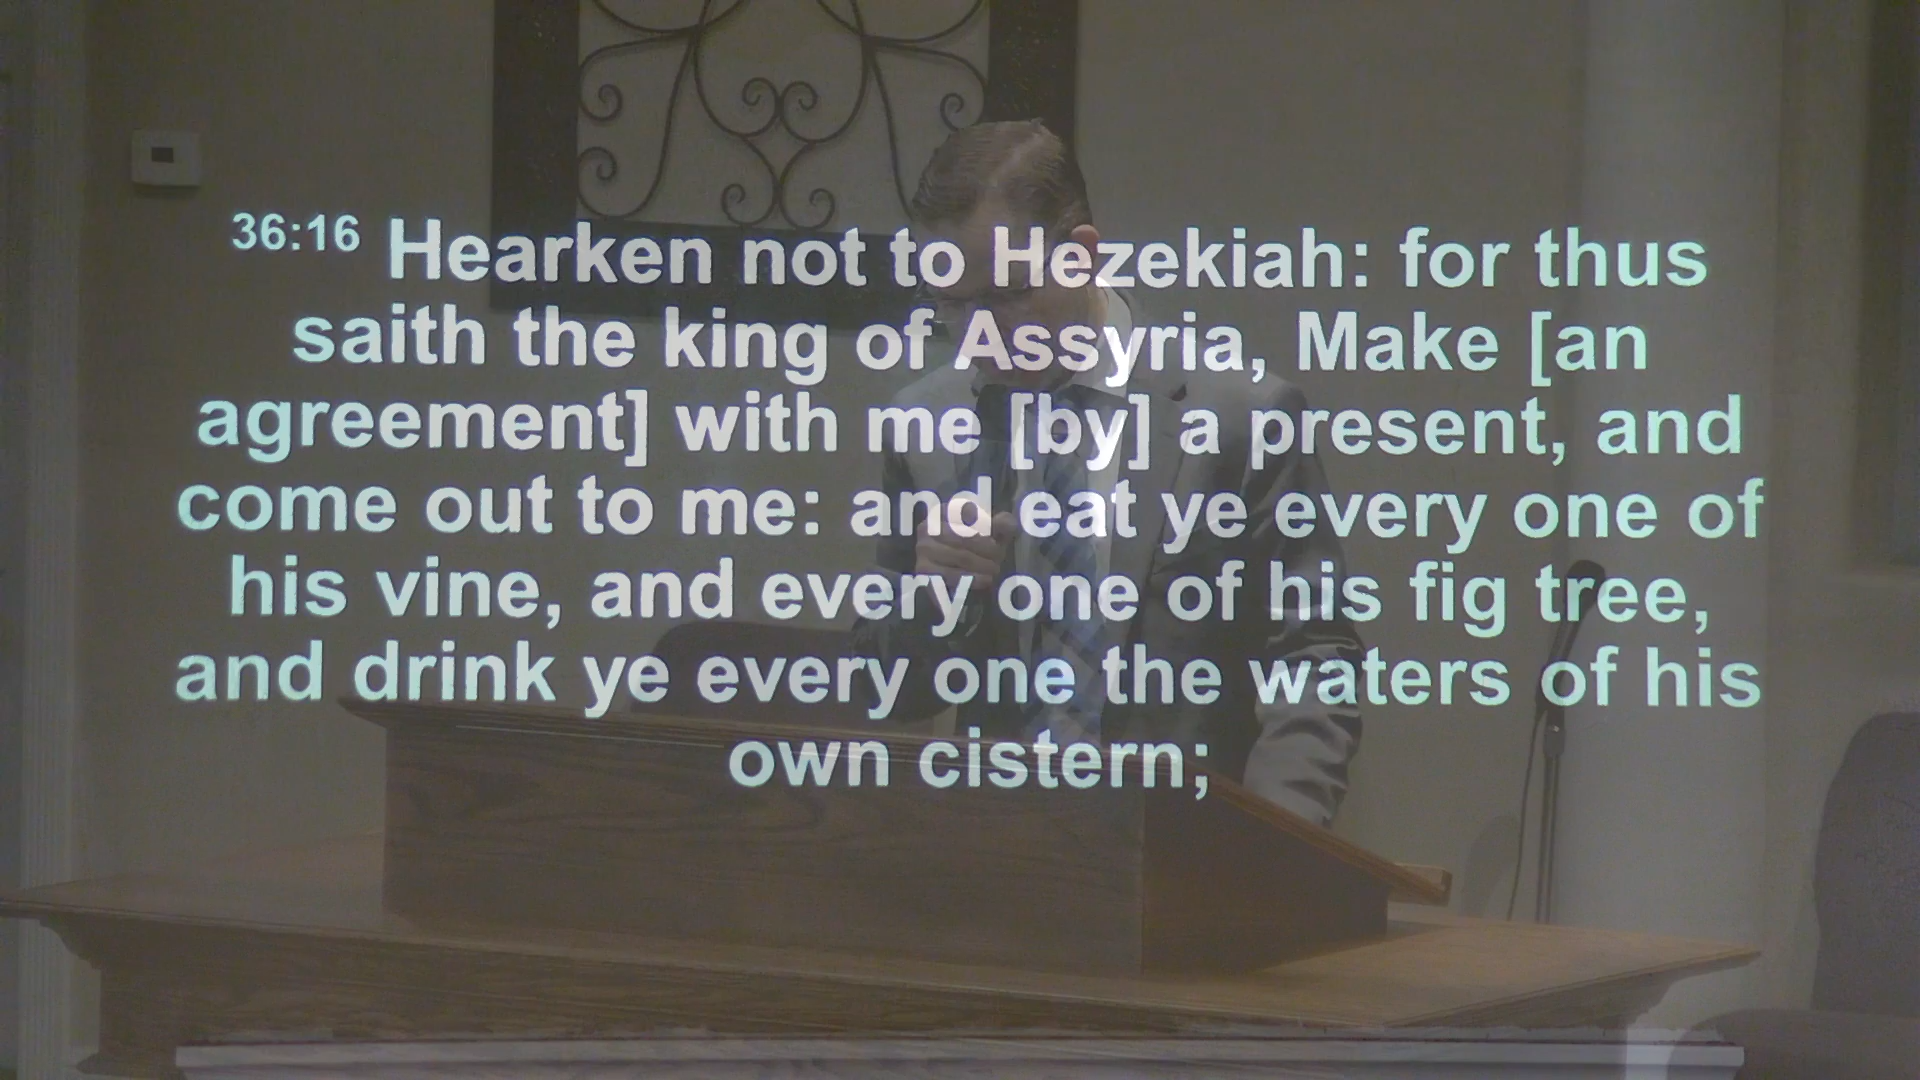 36:16 Hearken not to Hezekiah: for thus
saith the king of Assyria, Make [an
agreement] with me [by] a present, and
come out to me: and eat ye every one of
his vine, and every one of his fig tree,
and drink ye every one the waters of his
own cistern;